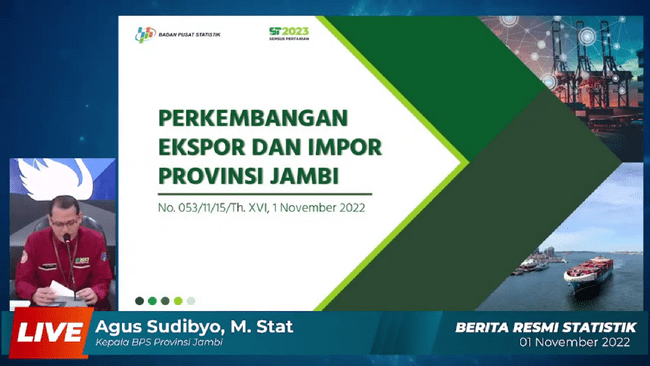 BADAN PUSAT STATISTIK
ST2023
SENSUS PERTANIAN
PERKEMBANGAN
EKSPOR DAN IMPOR
PROVINSI JAMBI
No. 053/11/15/Th. XVI, 1 November 2022
LIVE
Agus Sudibyo, M. Stat
Kepala BPS Provinsi Jambi
BERITA RESMI STATISTIK
01 November 2022